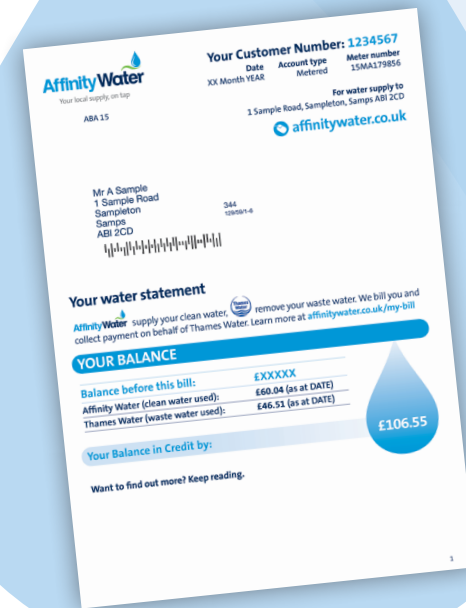 AffinityWater
Your local supply, on tap
ABA 15
Your Customer Number: 1234567
Date Account type Meter number
XX Month YEAR Metered 15MA179856
For water supply to
1 Sample Road, Sampleton, Samps ABI 2CD
affinitywater.co.uk
Mr A Sample
1 Sample Road
Sampleton
Samps
ABI 2CD
344
129/59/1-6
Your water statement
AffinityWater supply your clean water, Thames Water remove your waste water. We bill you and
collect payment on behalf of Thames Water. Learn more at affinitywater.co.uk/my-bill
YOUR BALANCE
Balance before this bill: £XXXXX
Affinity Water (clean water used): £60.04 (as at DATE)
Thames Water (waste water used): £46.51 (as at DATE)
£106.55
Your Balance in Credit by:
Want to find out more? Keep reading.
1